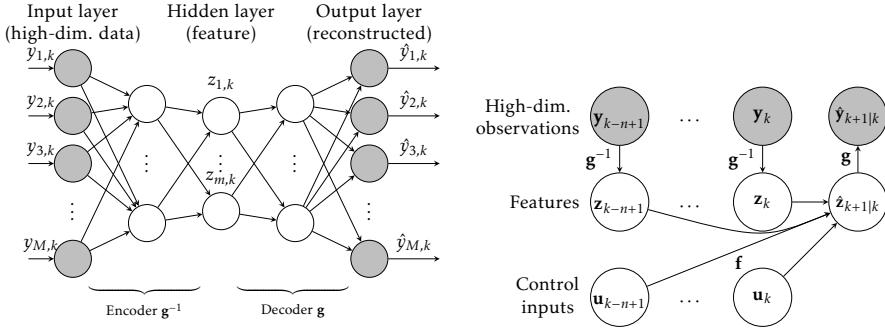 Input layer
(high-dim. data)
Hidden layer
(feature)
Output layer
(reconstructed)
y1,k
y2,k
y3,k
⋮
yM,k
⋮
z1,k
⋮
zm,k
⋮
ŷ1,k
ŷ2,k
ŷ3,k
⋮
ŷM,k
Encoder g⁻¹
Decoder g
High-dim.
observations
yk−n+1
...
yk
ŷk+1|k
g⁻¹
g⁻¹
g
Features
zk−n+1
...
zk
ẑk+1|k
f
Control
inputs
uk−n+1
...
uk